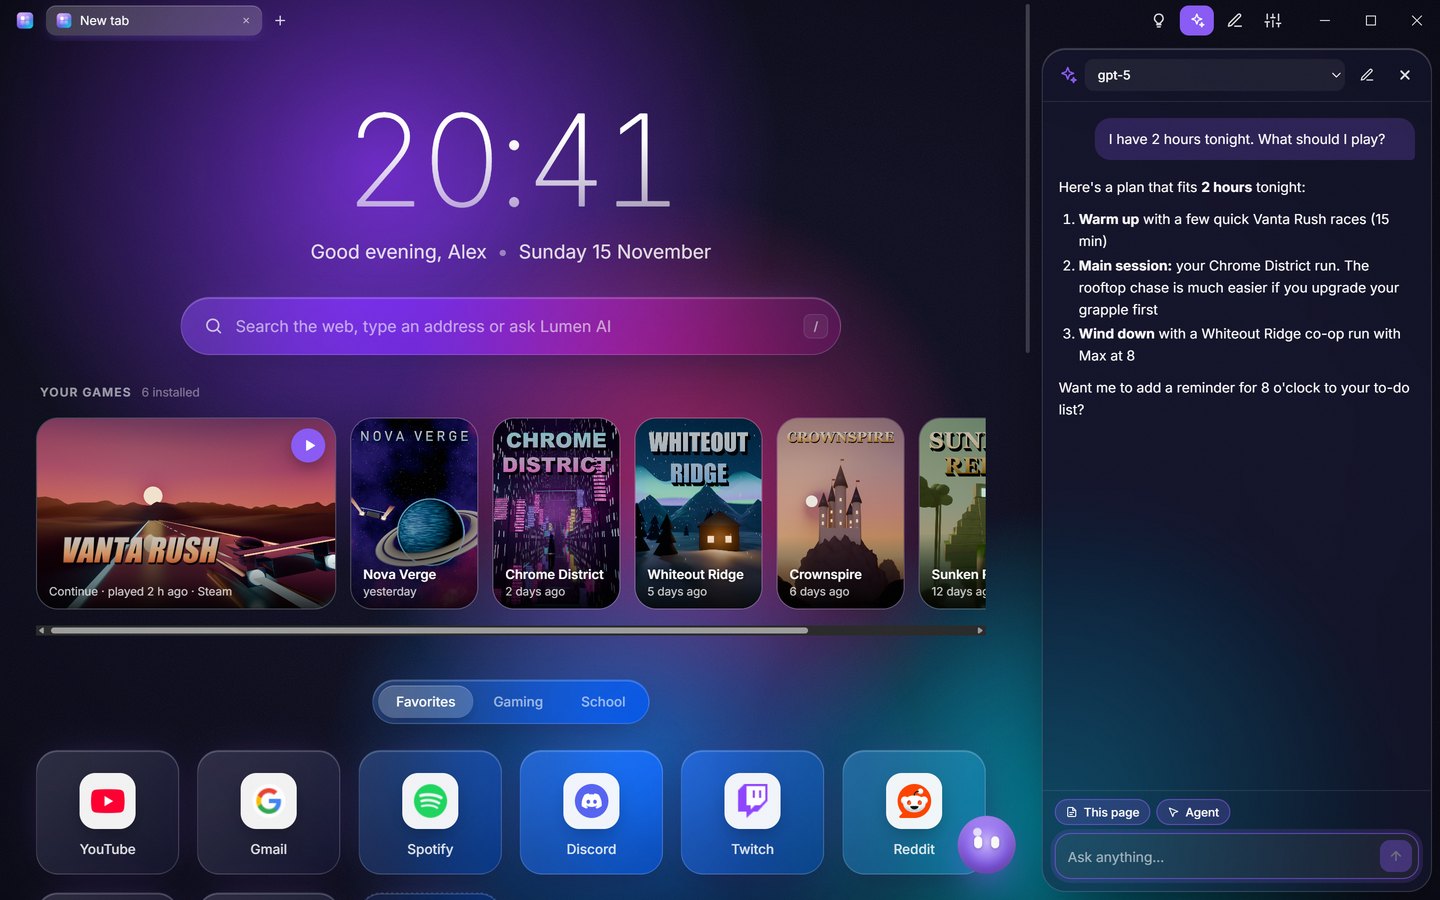 New tab
20:41
Good evening, Alex • Sunday 15 November
Search the web, type an address or ask Lumen AI
/
YOUR GAMES 6 installed
VANTA RUSH
Continue · played 2 h ago · Steam
NOVA VERGE
Nova Verge
yesterday
CHROME
DISTRICT
Chrome District
2 days ago
WHITEOUT
RIDGE
Whiteout Ridge
5 days ago
CROWNSPIRE
Crownspire
6 days ago
SUN
RE
Sunken
12 days
Favorites
Gaming
School
YouTube
Gmail
Spotify
Discord
Twitch
Reddit
gpt-5
I have 2 hours tonight. What should I play?
Here's a plan that fits 2 hours tonight:
1. Warm up with a few quick Vanta Rush races (15
min)
2. Main session: your Chrome District run. The
rooftop chase is much easier if you upgrade your
grapple first
3. Wind down with a Whiteout Ridge co-op run with
Max at 8
Want me to add a reminder for 8 o'clock to your to-do
list?
This page
Agent
Ask anything...